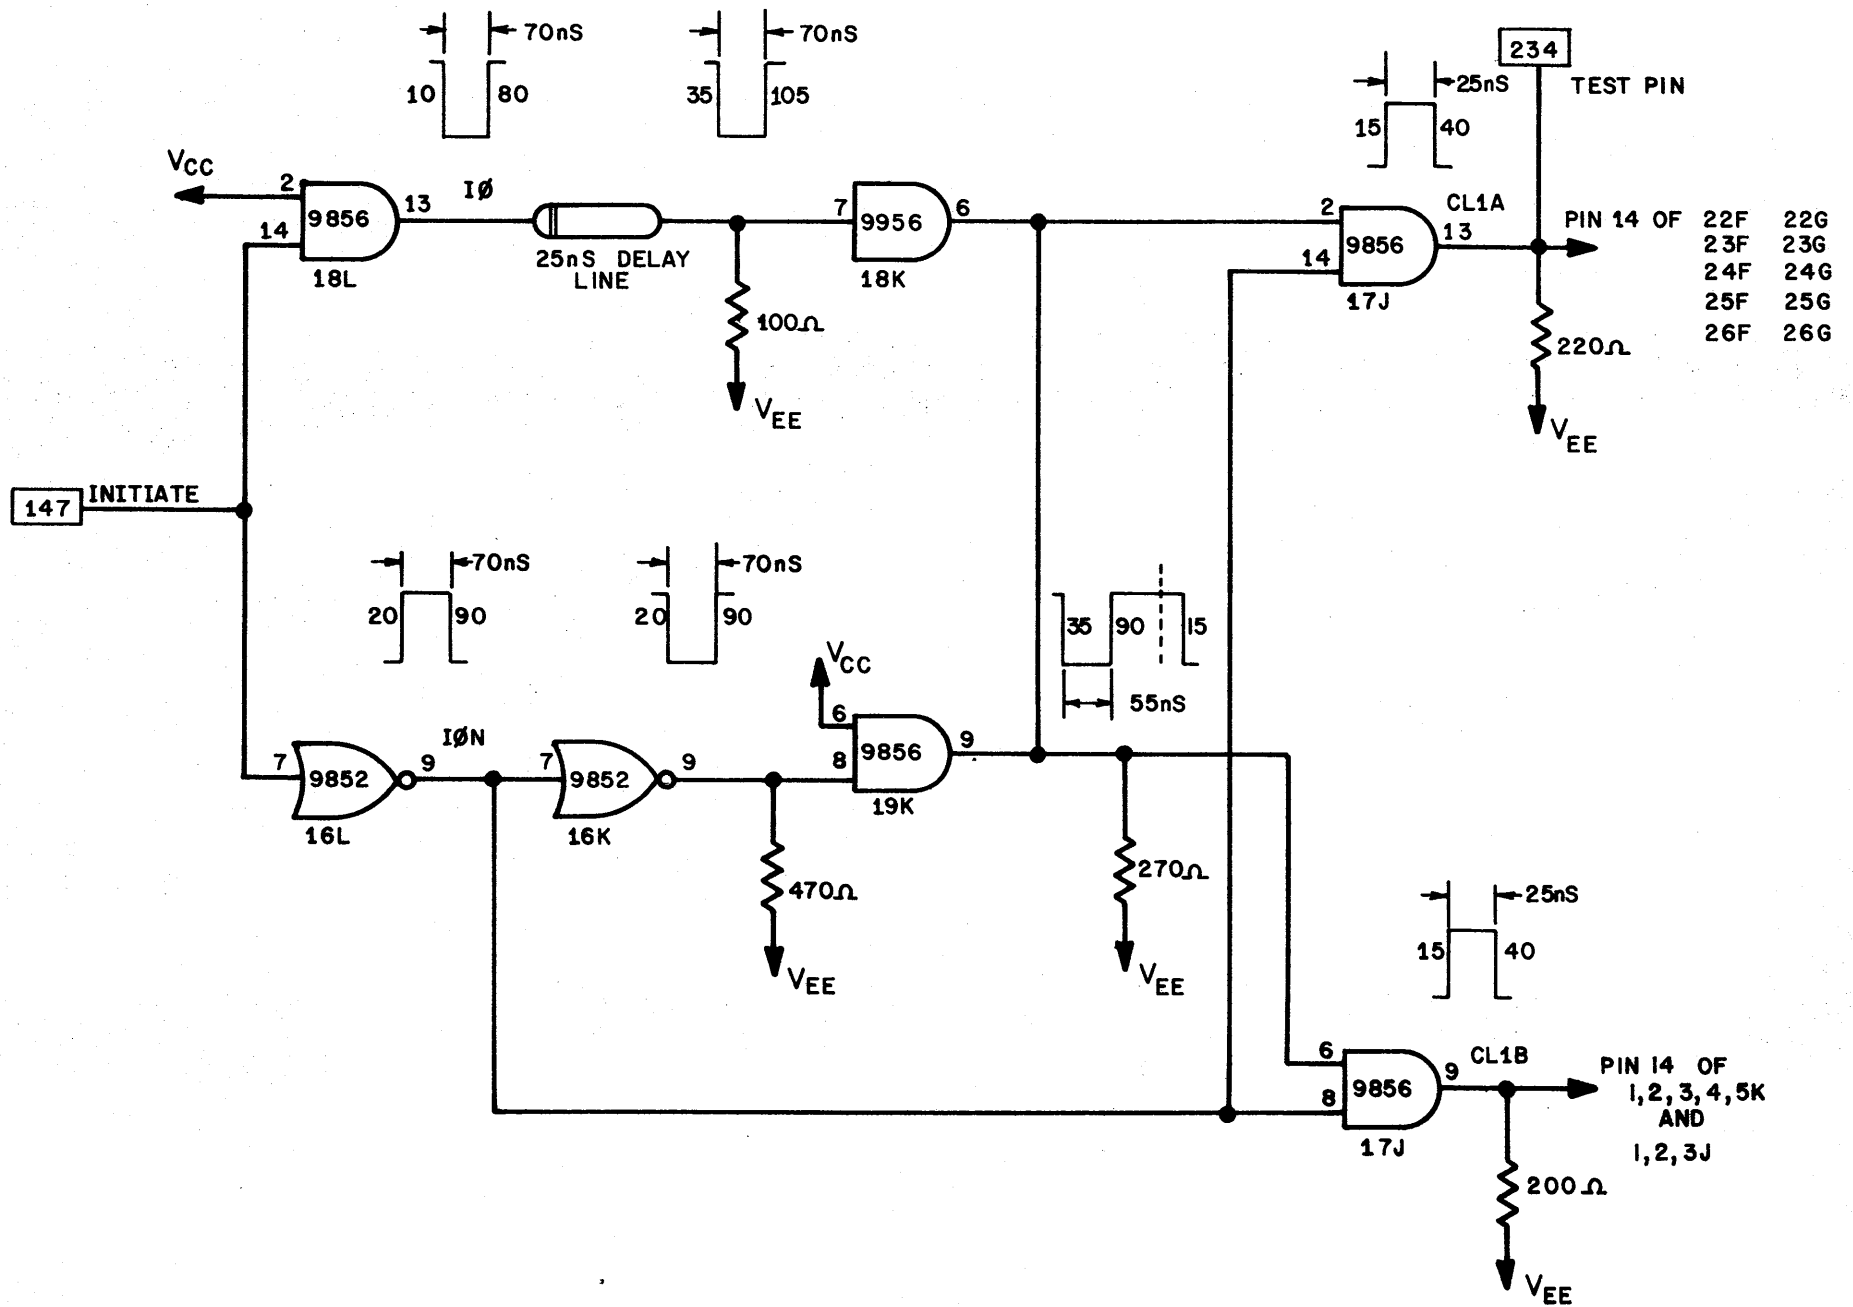 70nS
70nS
10 80
35 105
25nS
15 40
234
TEST PIN
VCC
2
14
9856
13
IØ
18L
25nS DELAY
LINE
7
9956
6
18K
2
14
9856
CL1A
13
17J
PIN 14 OF 22F 22G
23F 23G
24F 24G
25F 25G
26F 26G
100Ω
VEE
220Ω
VEE
147
INITIATE
70nS
20 90
70nS
20 90
VCC
35 90 15
55nS
7
9852
9
IØN
16L
7
9852
9
16K
6
8
9856
9
19K
470Ω
VEE
270Ω
VEE
25nS
15 40
6
8
9856
CL1B
9
17J
PIN 14 OF
1,2,3,4,5K
AND
1,2,3J
200Ω
VEE